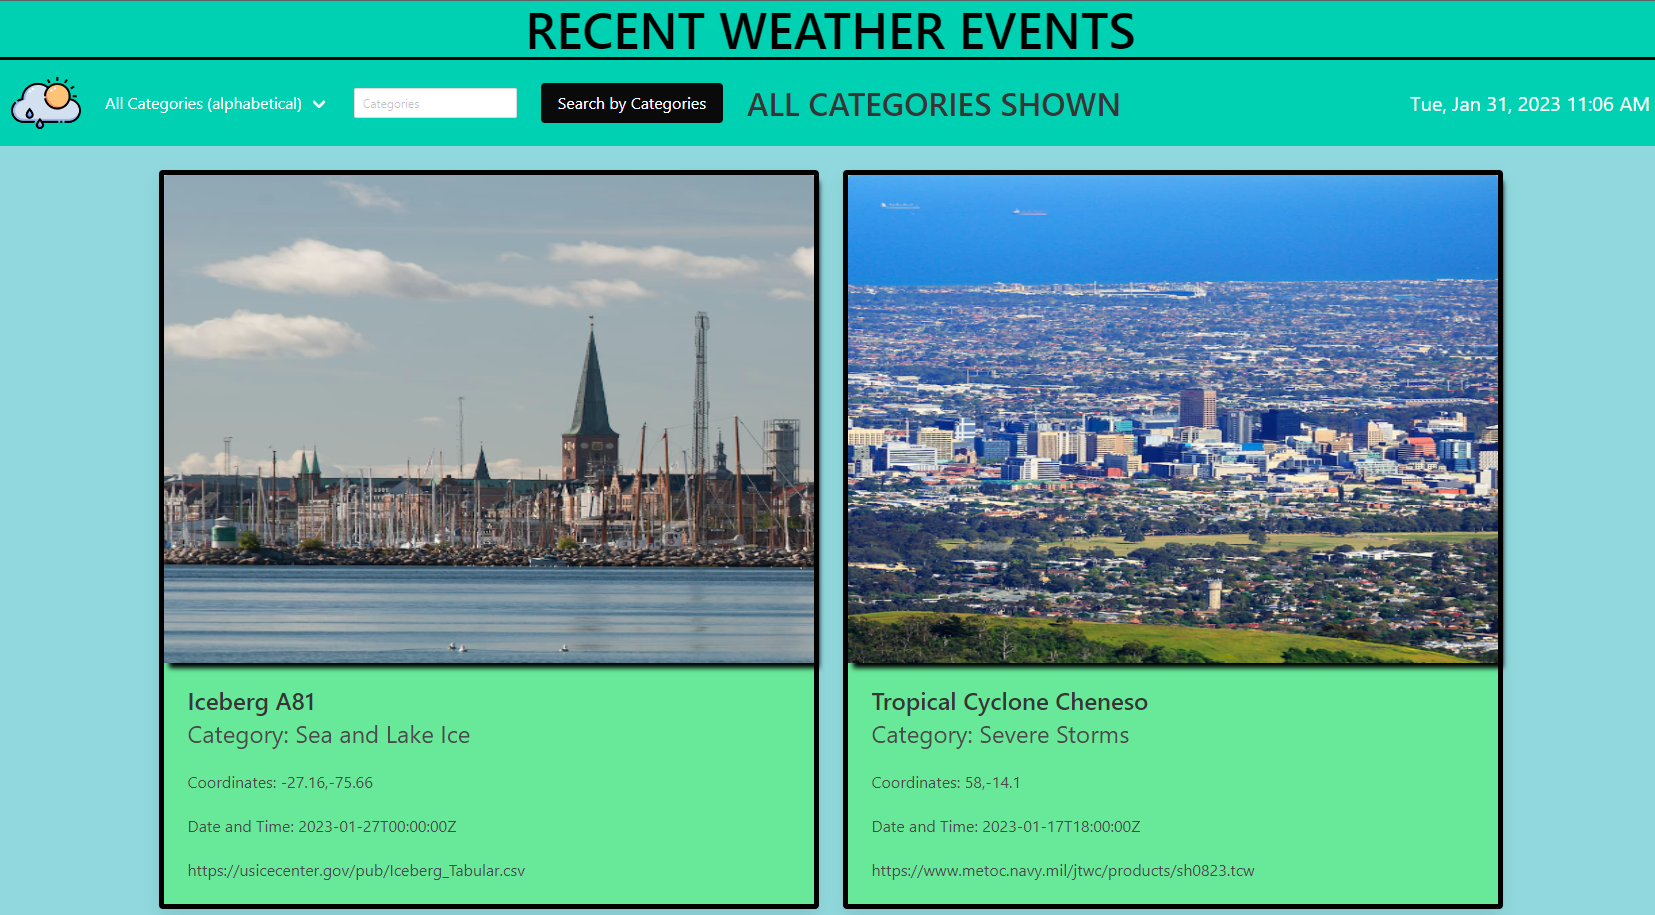 RECENT WEATHER EVENTS
All Categories (alphabetical)
Categories
Search by Categories
ALL CATEGORIES SHOWN
Tue, Jan 31, 2023 11:06 AM
Iceberg A81
Category: Sea and Lake Ice
Coordinates: -27.16,-75.66
Date and Time: 2023-01-27T00:00:00Z
https://usicecenter.gov/pub/Iceberg_Tabular.csv
Tropical Cyclone Cheneso
Category: Severe Storms
Coordinates: 58,-14.1
Date and Time: 2023-01-17T18:00:00Z
https://www.metoc.navy.mil/jtwc/products/sh0823.tcw